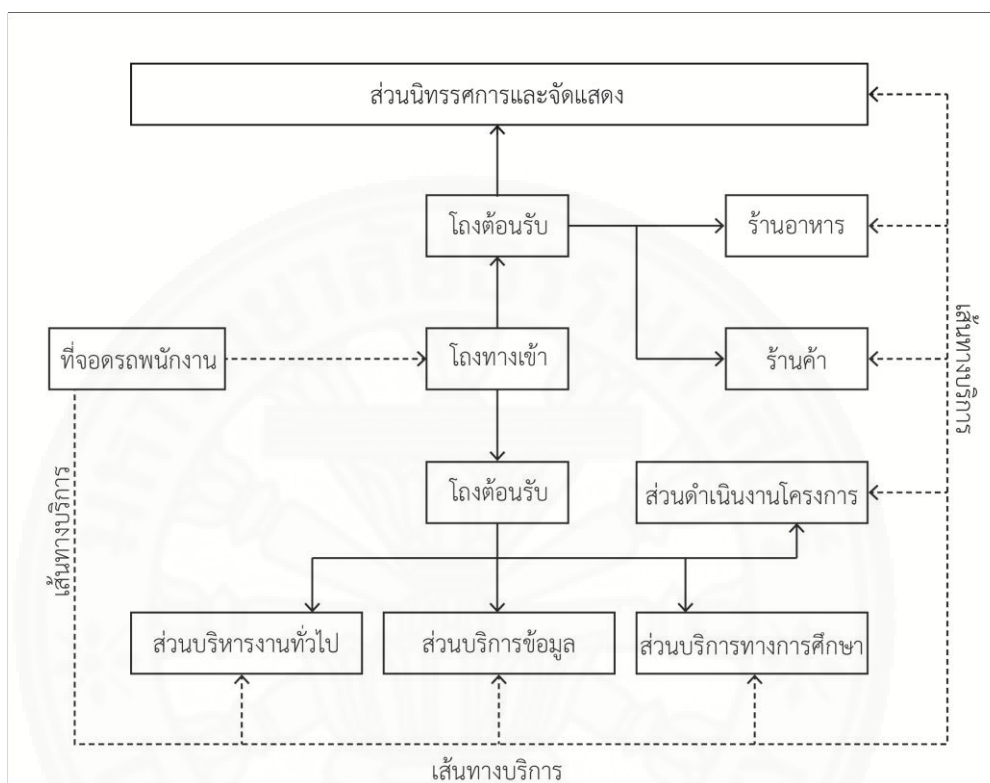 ส่วนนิทรรศการและจัดแสดง
โถงต้อนรับ
ร้านอาหาร
ที่จอดรถพนักงาน
โถงทางเข้า
ร้านค้า
เส้นทางบริการ
โถงต้อนรับ
ส่วนดำเนินงานโครงการ
เส้นทางบริการ
ส่วนบริหารงานทั่วไป
ส่วนบริการข้อมูล
ส่วนบริการทางการศึกษา
เส้นทางบริการ